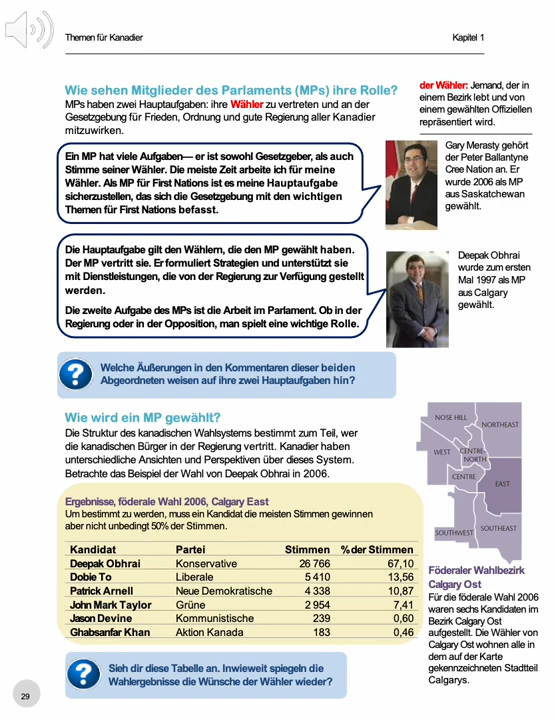 Themen für Kanadier
Kapitel 1
Wie sehen Mitglieder des Parlaments (MPs) ihre Rolle?
MPs haben zwei Hauptaufgaben: ihre Wähler zu vertreten und an der
Gesetzgebung für Frieden, Ordnung und gute Regierung aller Kanadier
mitzuwirken.
der Wähler: Jemand, der in
einem Bezirk lebt und von
einem gewählten Offiziellen
repräsentiert wird.
Ein MP hat viele Aufgaben— er ist sowohl Gesetzgeber, als auch
Stimme seiner Wähler. Die meiste Zeit arbeite ich für meine
Wähler. Als MP für First Nations ist es meine Hauptaufgabe
sicherzustellen, das sich die Gesetzgebung mit den wichtigen
Themen für First Nations befasst.
Gary Merasty gehört
der Peter Ballantyne
Cree Nation an. Er
wurde 2006 als MP
aus Saskatchewan
gewählt.
Die Hauptaufgabe gilt den Wählern, die den MP gewählt haben.
Der MP vertritt sie. Er formuliert Strategien und unterstützt sie
mit Dienstleistungen, die von der Regierung zur Verfügung gestellt
werden.
Die zweite Aufgabe des MPs ist die Arbeit im Parlament. Ob in der
Regierung oder in der Opposition, man spielt eine wichtige Rolle.
Deepak Obhrai
wurde zum ersten
Mal 1997 als MP
aus Calgary
gewählt.
Welche Äußerungen in den Kommentaren dieser beiden
Abgeordneten weisen auf ihre zwei Hauptaufgaben hin?
Wie wird ein MP gewählt?
Die Struktur des kanadischen Wahlsystems bestimmt zum Teil, wer
die kanadischen Bürger in der Regierung vertritt. Kanadier haben
unterschiedliche Ansichten und Perspektiven über dieses System.
Betrachte das Beispiel der Wahl von Deepak Obhrai in 2006.
NOSE HILL
NORTHEAST
WEST
CENTRE-
NORTH
CENTRE
EAST
SOUTHWEST
SOUTHEAST
Ergebnisse, föderale Wahl 2006, Calgary East
Um bestimmt zu werden, muss ein Kandidat die meisten Stimmen gewinnen
aber nicht unbedingt 50% der Stimmen.
Kandidat Partei Stimmen % der Stimmen
Deepak Obhrai Konservative 26 766 67,10
Dobie To Liberale 5 410 13,56
Patrick Arnell Neue Demokratische 4 338 10,87
John Mark Taylor Grüne 2 954 7,41
Jason Devine Kommunistische 239 0,60
Ghabsanfar Khan Aktion Kanada 183 0,46
Föderaler Wahlbezirk
Calgary Ost
Für die föderale Wahl 2006
waren sechs Kandidaten im
Bezirk Calgary Ost
aufgestellt. Die Wähler von
Calgary Ost wohnen alle in
dem auf der Karte
gekennzeichneten Stadtteil
Calgarys.
Sieh dir diese Tabelle an. Inwieweit spiegeln die
Wahlergebnisse die Wünsche der Wähler wieder?
29